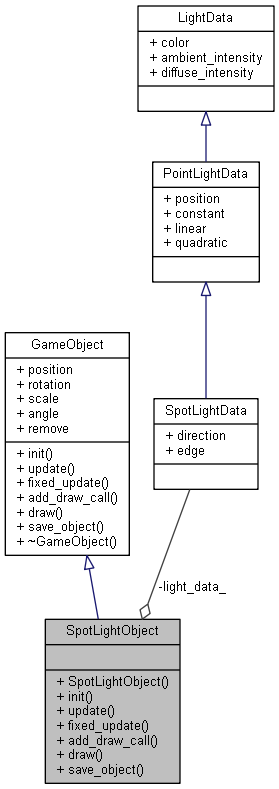 LightData
+ color
+ ambient_intensity
+ diffuse_intensity
PointLightData
+ position
+ constant
+ linear
+ quadratic
GameObject
+ position
+ rotation
+ scale
+ angle
+ remove
+ init()
+ update()
+ fixed_update()
+ add_draw_call()
+ draw()
+ save_object()
+ ~GameObject()
SpotLightData
+ direction
+ edge
-light_data_
SpotLightObject
+ SpotLightObject()
+ init()
+ update()
+ fixed_update()
+ add_draw_call()
+ draw()
+ save_object()